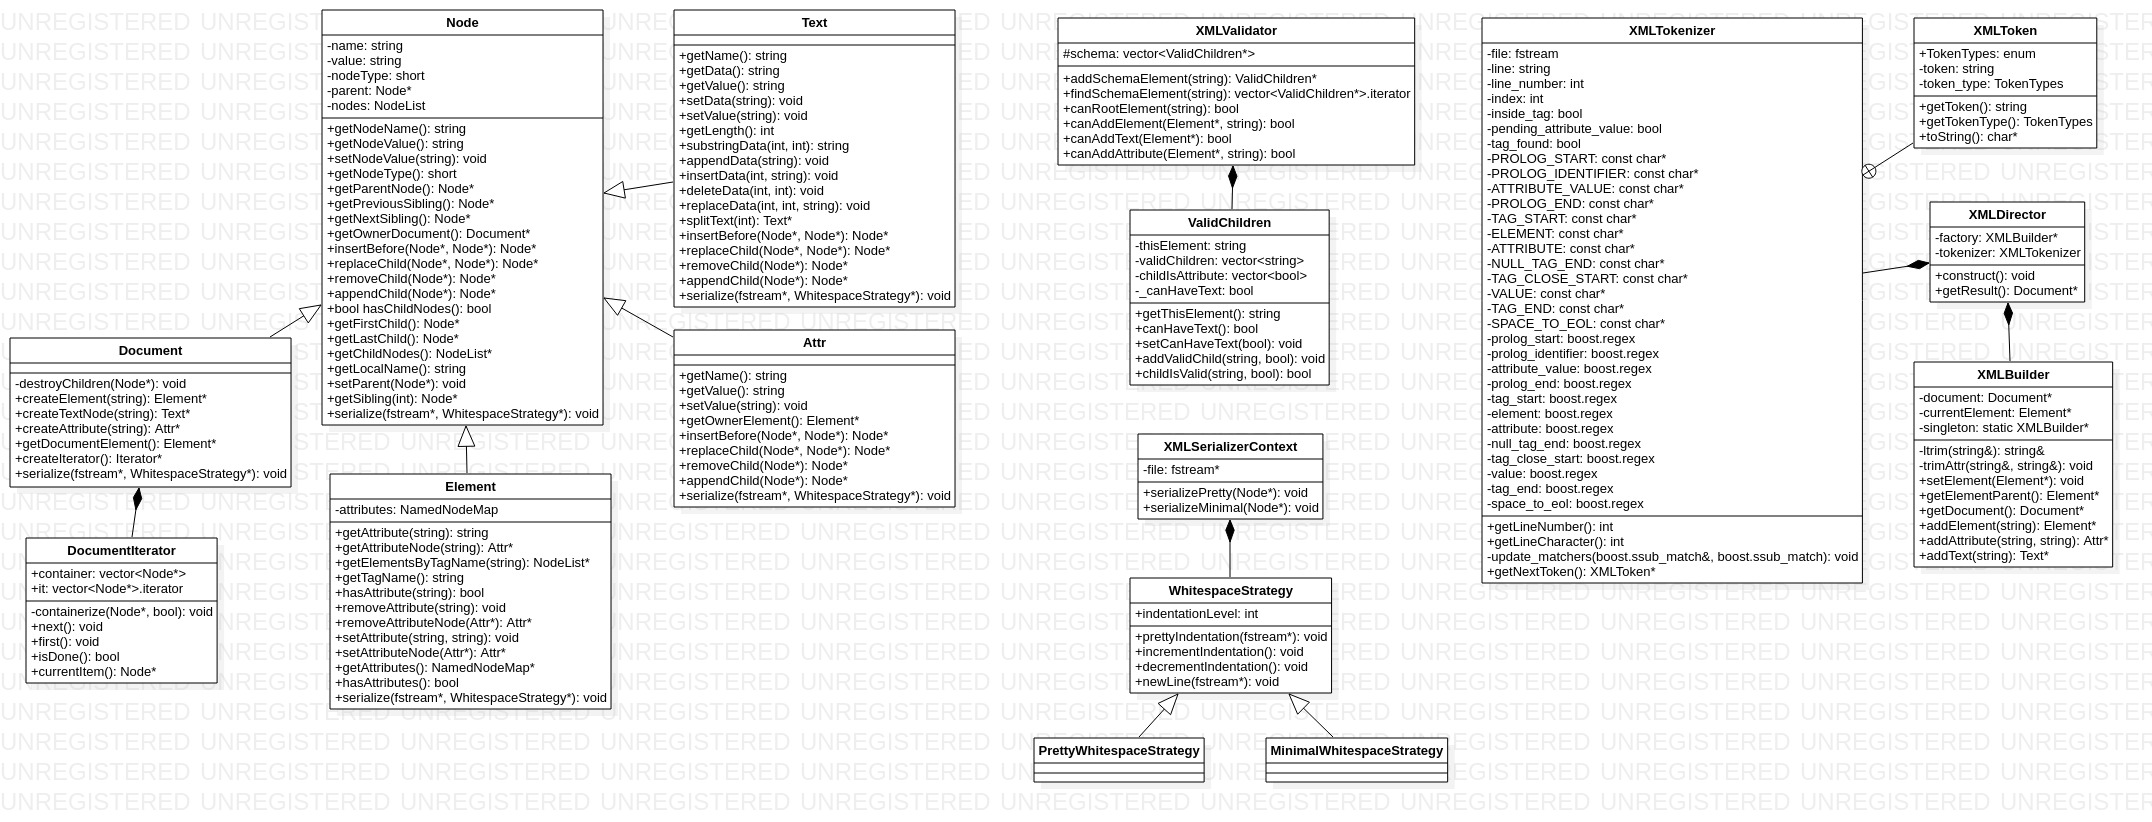 Node
-name: string
-value: string
-nodeType: short
-parent: Node*
-nodes: NodeList
+getNodeName(): string
+getNodeValue(): string
+setNodeValue(string): void
+getNodeType(): short
+getParentNode(): Node*
+getPreviousSibling(): Node*
+getNextSibling(): Node*
+getOwnerDocument(): Document*
+insertBefore(Node*, Node*): Node*
+replaceChild(Node*, Node*): Node*
+removeChild(Node*): Node*
+appendChild(Node*): Node*
+bool hasChildNodes(): bool
+getFirstChild(): Node*
+getLastChild(): Node*
+getChildNodes(): NodeList*
+getLocalName(): string
+setParent(Node*): void
+getSibling(int): Node*
+serialize(fstream*, WhitespaceStrategy*): void
Text
+getName(): string
+getData(): string
+getValue(): string
+setData(string): void
+setValue(string): void
+getLength(): int
+substringData(int, int): string
+appendData(string): void
+insertData(int, string): void
+deleteData(int, int): void
+replaceData(int, int, string): void
+splitText(int): Text*
+insertBefore(Node*, Node*): Node*
+replaceChild(Node*, Node*): Node*
+removeChild(Node*): Node*
+appendChild(Node*): Node*
+serialize(fstream*, WhitespaceStrategy*): void
Document
-destroyChildren(Node*): void
+createElement(string): Element*
+createTextNode(string): Text*
+createAttribute(string): Attr*
+getDocumentElement(): Element*
+createIterator(): Iterator*
+serialize(fstream*, WhitespaceStrategy*): void
Attr
+getName(): string
+getValue(): string
+setValue(string): void
+getOwnerElement(): Element*
+insertBefore(Node*, Node*): Node*
+replaceChild(Node*, Node*): Node*
+removeChild(Node*): Node*
+appendChild(Node*): Node*
+serialize(fstream*, WhitespaceStrategy*): void
DocumentIterator
+container: vector<Node*>
+it: vector<Node*>.iterator
-containerize(Node*, bool): void
+next(): void
+first(): void
+isDone(): bool
+currentItem(): Node*
Element
-attributes: NamedNodeMap
+getAttribute(string): string
+getAttributeNode(string): Attr*
+getElementsByTagName(string): NodeList*
+getTagName(): string
+hasAttribute(string): bool
+removeAttribute(string): void
+removeAttributeNode(Attr*): Attr*
+setAttribute(string, string): void
+setAttributeNode(Attr*): Attr*
+getAttributes(): NamedNodeMap*
+hasAttributes(): bool
+serialize(fstream*, WhitespaceStrategy*): void
XMLValidator
#schema: vector<ValidChildren*>
+addSchemaElement(string): ValidChildren*
+findSchemaElement(string): vector<ValidChildren*>.iterator
+canRootElement(string): bool
+canAddElement(Element*, string): bool
+canAddText(Element*): bool
+canAddAttribute(Element*, string): bool
ValidChildren
-thisElement: string
-validChildren: vector<string>
-childIsAttribute: vector<bool>
-_canHaveText: bool
+getThisElement(): string
+canHaveText(): bool
+setCanHaveText(bool): void
+addValidChild(string, bool): void
+childIsValid(string, bool): bool
XMLSerializerContext
-file: fstream*
+serializePretty(Node*): void
+serializeMinimal(Node*): void
WhitespaceStrategy
+indentationLevel: int
+prettyIndentation(fstream*): void
+incrementIndentation(): void
+decrementIndentation(): void
+newLine(fstream*): void
PrettyWhitespaceStrategy
MinimalWhitespaceStrategy
XMLTokenizer
-file: fstream
-line: string
-line_number: int
-index: int
-inside_tag: bool
-pending_attribute_value: bool
-tag_found: bool
-PROLOG_START: const char*
-PROLOG_IDENTIFIER: const char*
-ATTRIBUTE_VALUE: const char*
-PROLOG_END: const char*
-TAG_START: const char*
-ELEMENT: const char*
-ATTRIBUTE: const char*
-NULL_TAG_END: const char*
-TAG_CLOSE_START: const char*
-VALUE: const char*
-TAG_END: const char*
-SPACE_TO_EOL: const char*
-prolog_start: boost.regex
-prolog_identifier: boost.regex
-attribute_value: boost.regex
-prolog_end: boost.regex
-tag_start: boost.regex
-element: boost.regex
-attribute: boost.regex
-null_tag_end: boost.regex
-tag_close_start: boost.regex
-value: boost.regex
-tag_end: boost.regex
-space_to_eol: boost.regex
+getLineNumber(): int
+getLineCharacter(): int
-update_matchers(boost.ssub_match&, boost.ssub_match): void
+getNextToken(): XMLToken*
XMLToken
+TokenTypes: enum
-token: string
-token_type: TokenTypes
+getToken(): string
+getTokenType(): TokenTypes
+toString(): char*
XMLDirector
-factory: XMLBuilder*
-tokenizer: XMLTokenizer
+construct(): void
+getResult(): Document*
XMLBuilder
-document: Document*
-currentElement: Element*
-singleton: static XMLBuilder*
-ltrim(string&): string&
-trimAttr(string&, string&): void
+setElement(Element*): void
+getElementParent(): Element*
+getDocument(): Document*
+addElement(string): Element*
+addAttribute(string, string): Attr*
+addText(string): Text*